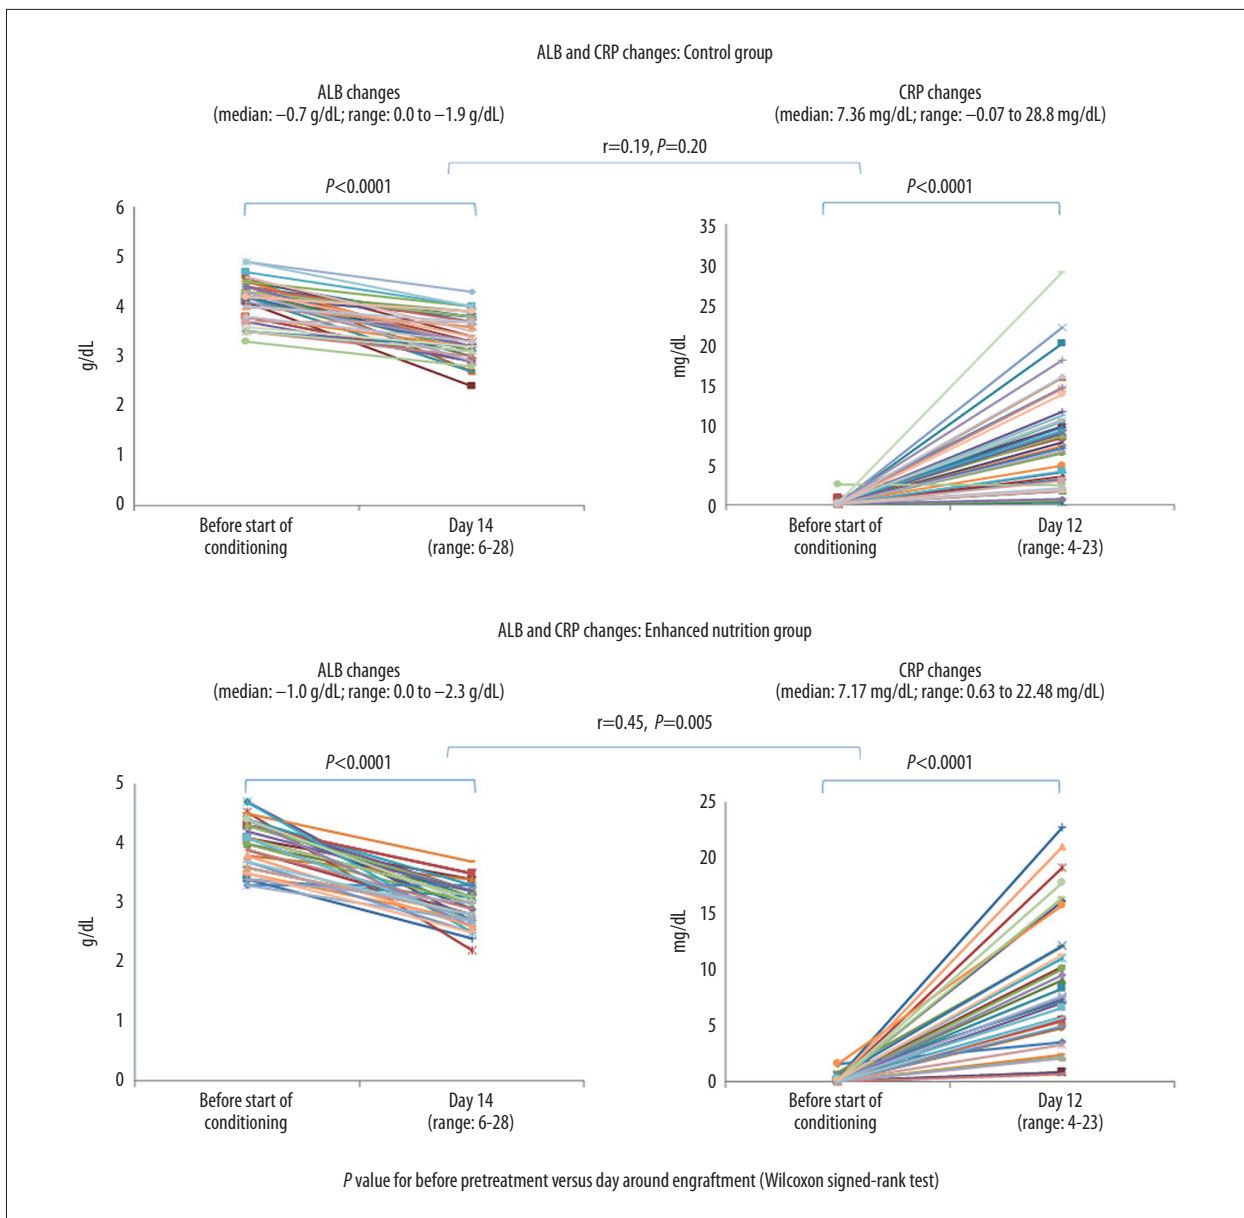 ALB and CRP changes: Control group
ALB changes
(median: –0.7 g/dL; range: 0.0 to –1.9 g/dL)
CRP changes
(median: 7.36 mg/dL; range: –0.07 to 28.8 mg/dL)
r=0.19, P=0.20
P<0.0001
P<0.0001
6
5
4
3
2
1
0
g/dL
Before start of
conditioning
Day 14
(range: 6-28)
35
30
25
20
15
10
5
0
mg/dL
Before start of
conditioning
Day 12
(range: 4-23)
ALB and CRP changes: Enhanced nutrition group
ALB changes
(median: –1.0 g/dL; range: 0.0 to –2.3 g/dL)
CRP changes
(median: 7.17 mg/dL; range: 0.63 to 22.48 mg/dL)
r=0.45, P=0.005
P<0.0001
P<0.0001
5
4
3
2
1
0
g/dL
Before start of
conditioning
Day 14
(range: 6-28)
25
20
15
10
5
0
mg/dL
Before start of
conditioning
Day 12
(range: 4-23)
P value for before pretreatment versus day around engraftment (Wilcoxon signed-rank test)